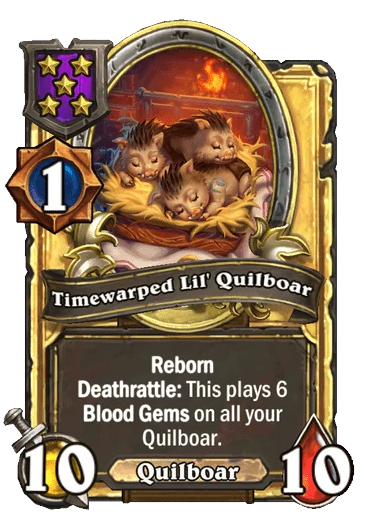 1
Timewarped Lil' Quilboar
Reborn
Deathrattle: This plays 6
Blood Gems on all your
Quilboar.
10
Quilboar
10